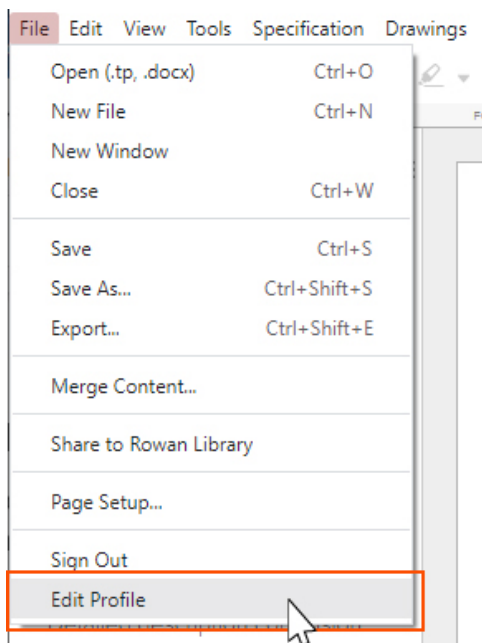 File Edit View Tools Specification Drawings
Open (.tp, .docx) Ctrl+O
New File Ctrl+N
New Window
Close Ctrl+W
Save Ctrl+S
Save As... Ctrl+Shift+S
Export... Ctrl+Shift+E
Merge Content...
Share to Rowan Library
Page Setup...
Sign Out
Edit Profile